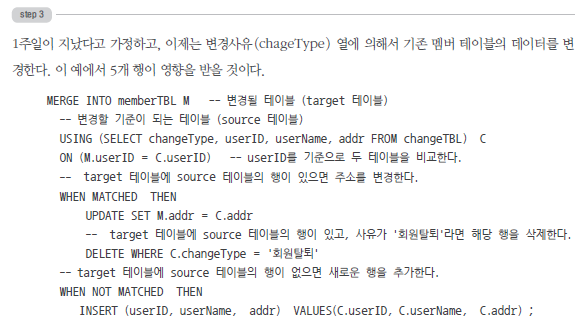 step 3
1주일이 지났다고 가정하고, 이제는 변경사유(chageType) 열에 의해서 기존 멤버 테이블의 데이터를 변
경한다. 이 예에서 5개 행이 영향을 받을 것이다.
MERGE INTO memberTBL M -- 변경될 테이블 (target 테이블)
-- 변경할 기준이 되는 테이블 (source 테이블)
USING (SELECT changeType, userID, userName, addr FROM changeTBL) C
ON (M.userID = C.userID) -- userID를 기준으로 두 테이블을 비교한다.
-- target 테이블에 source 테이블의 행이 있으면 주소를 변경한다.
WHEN MATCHED THEN
UPDATE SET M.addr = C.addr
-- target 테이블에 source 테이블의 행이 있고, 사유가 '회원탈퇴'라면 해당 행을 삭제한다.
DELETE WHERE C.changeType = '회원탈퇴'
-- target 테이블에 source 테이블의 행이 없으면 새로운 행을 추가한다.
WHEN NOT MATCHED THEN
INSERT (userID, userName, addr) VALUES(C.userID, C.userName, C.addr) ;